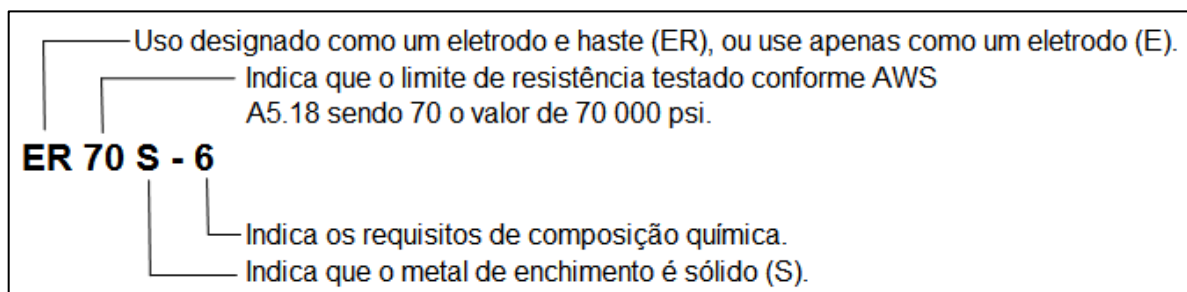 Uso designado como um eletrodo e haste (ER), ou use apenas como um eletrodo (E).
Indica que o limite de resistência testado conforme AWS
A5.18 sendo 70 o valor de 70 000 psi.
ER 70 S - 6
Indica os requisitos de composição química.
Indica que o metal de enchimento é sólido (S).